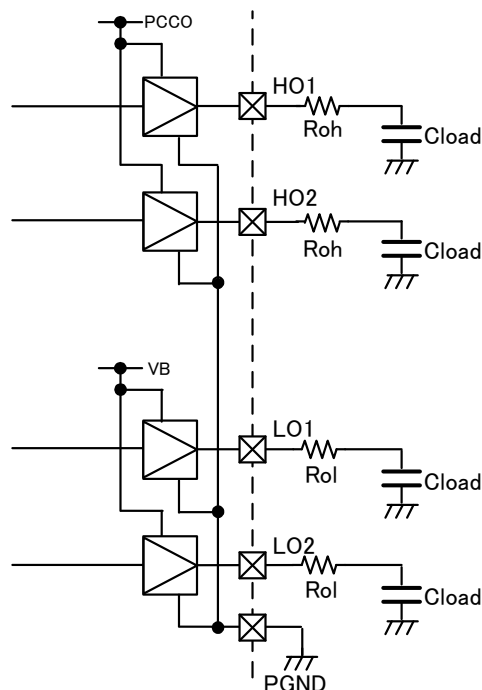 PCCO
HO1
Roh
Cload
HO2
Roh
Cload
VB
LO1
Rol
Cload
LO2
Rol
Cload
PGND